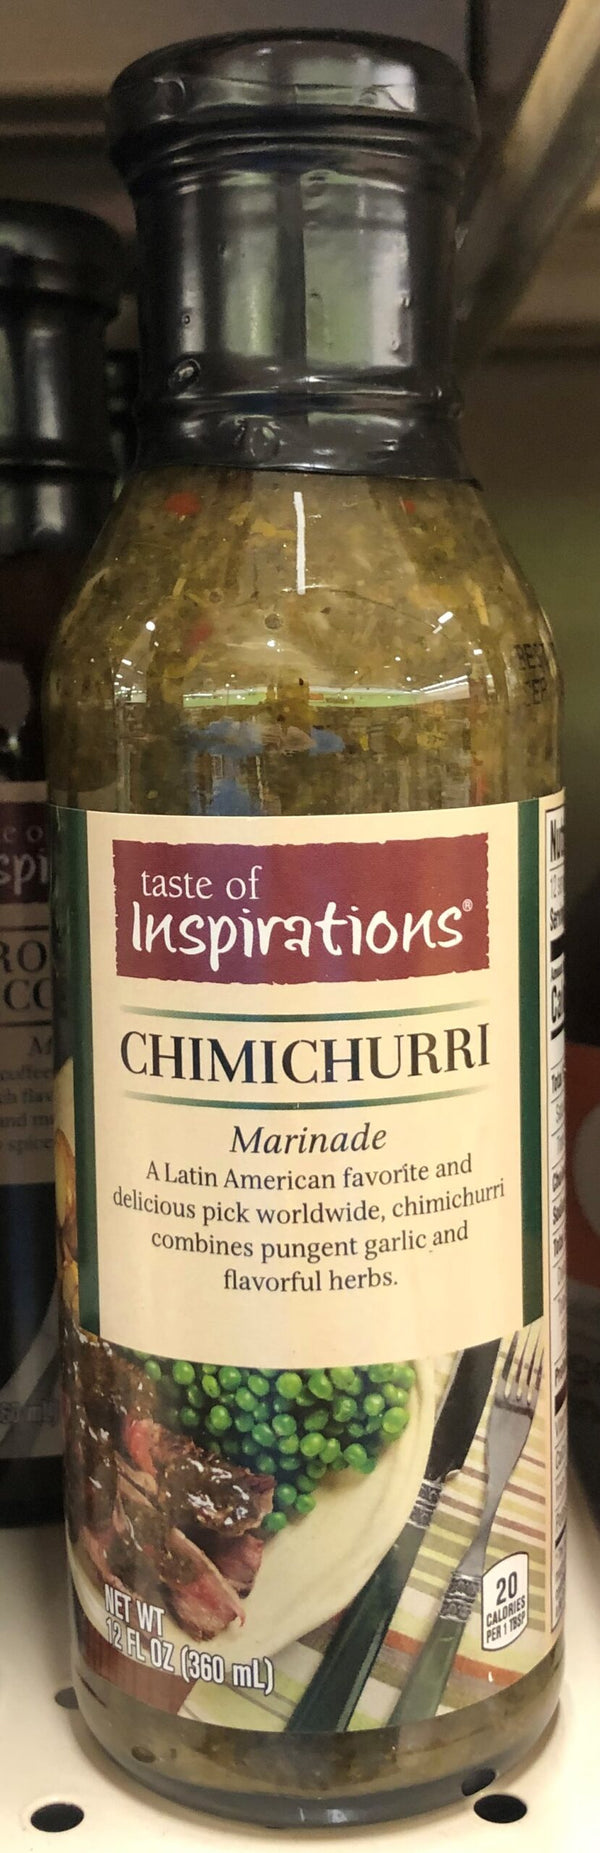 taste of
Inspirations®
CHIMICHURRI
Marinade
A Latin American favorite and
delicious pick worldwide, chimichurri
combines pungent garlic and
flavorful herbs.
NET WT
12 FL OZ (360 mL)
20
CALORIES
PER 1 TBSP